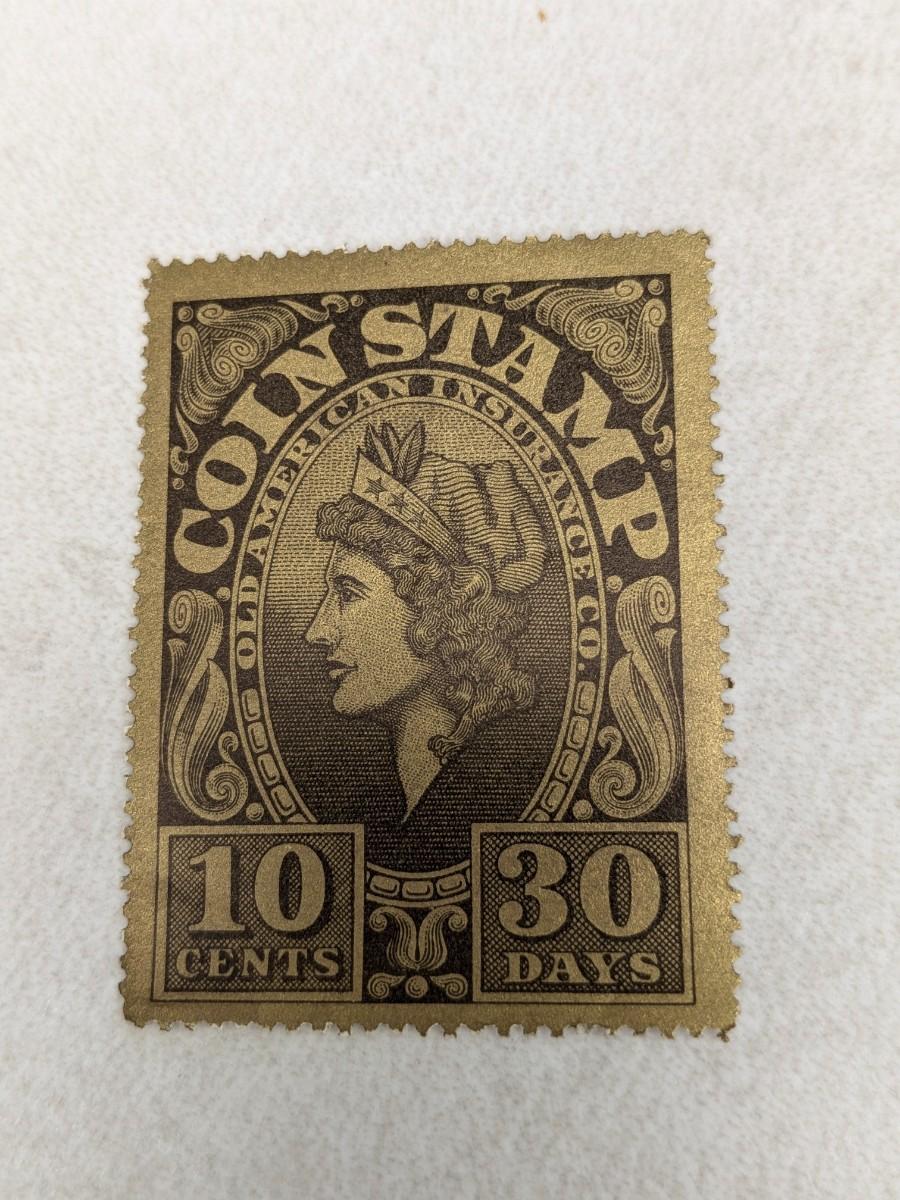 COIN STAMP
OLD AMERICAN INSURANCE CO.
10
CENTS
30
DAYS